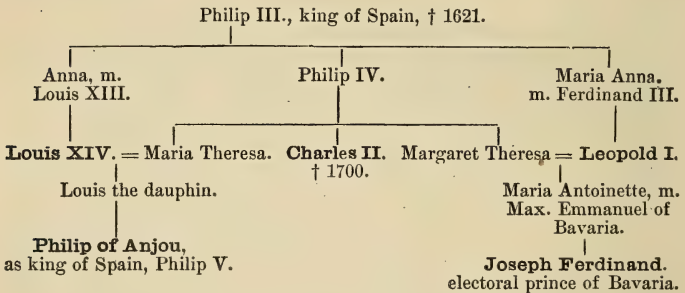 Philip III., king of Spain, † 1621.
Anna, m. Philip IV. Maria Anna.
Louis XIII. m. Ferdinand III.
Louis XIV. = Maria Theresa. Charles II. Margaret Theresa = Leopold I.
† 1700.
Louis the dauphin. Maria Antoinette, m.
Max. Emmanuel of
Bavaria.
Philip of Anjou,
as king of Spain, Philip V. Joseph Ferdinand.
electoral prince of Bavaria.